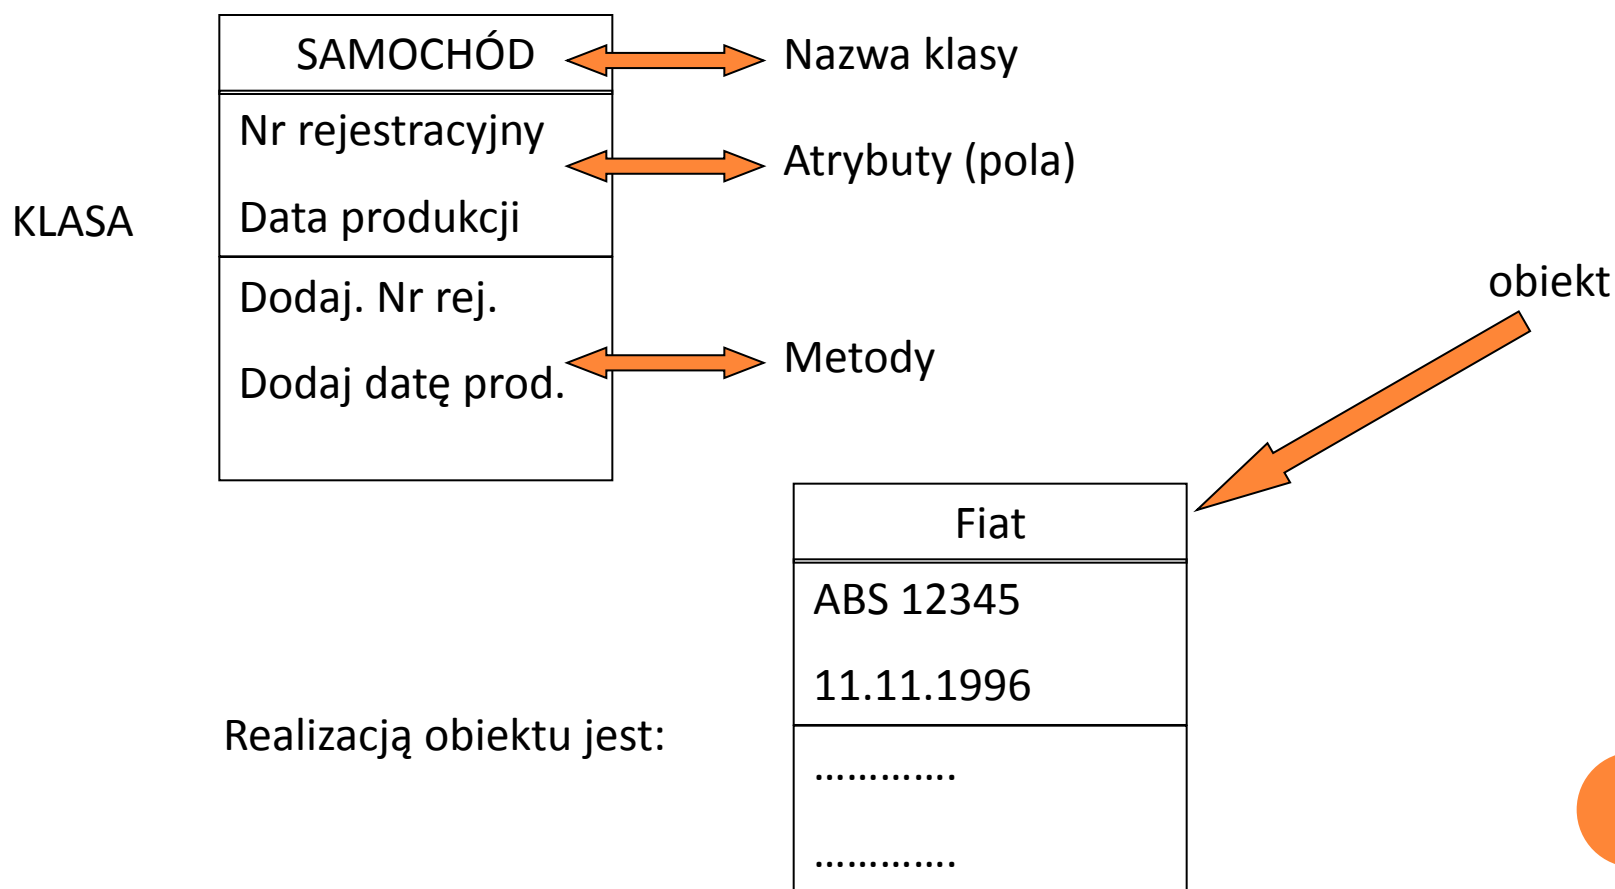 SAMOCHÓD
Nazwa klasy
Nr rejestracyjny
Atrybuty (pola)
Data produkcji
KLASA
Dodaj. Nr rej.
obiekt
Dodaj datę prod.
Metody
Fiat
ABS 12345
11.11.1996
Realizacją obiektu jest:
………….
………….